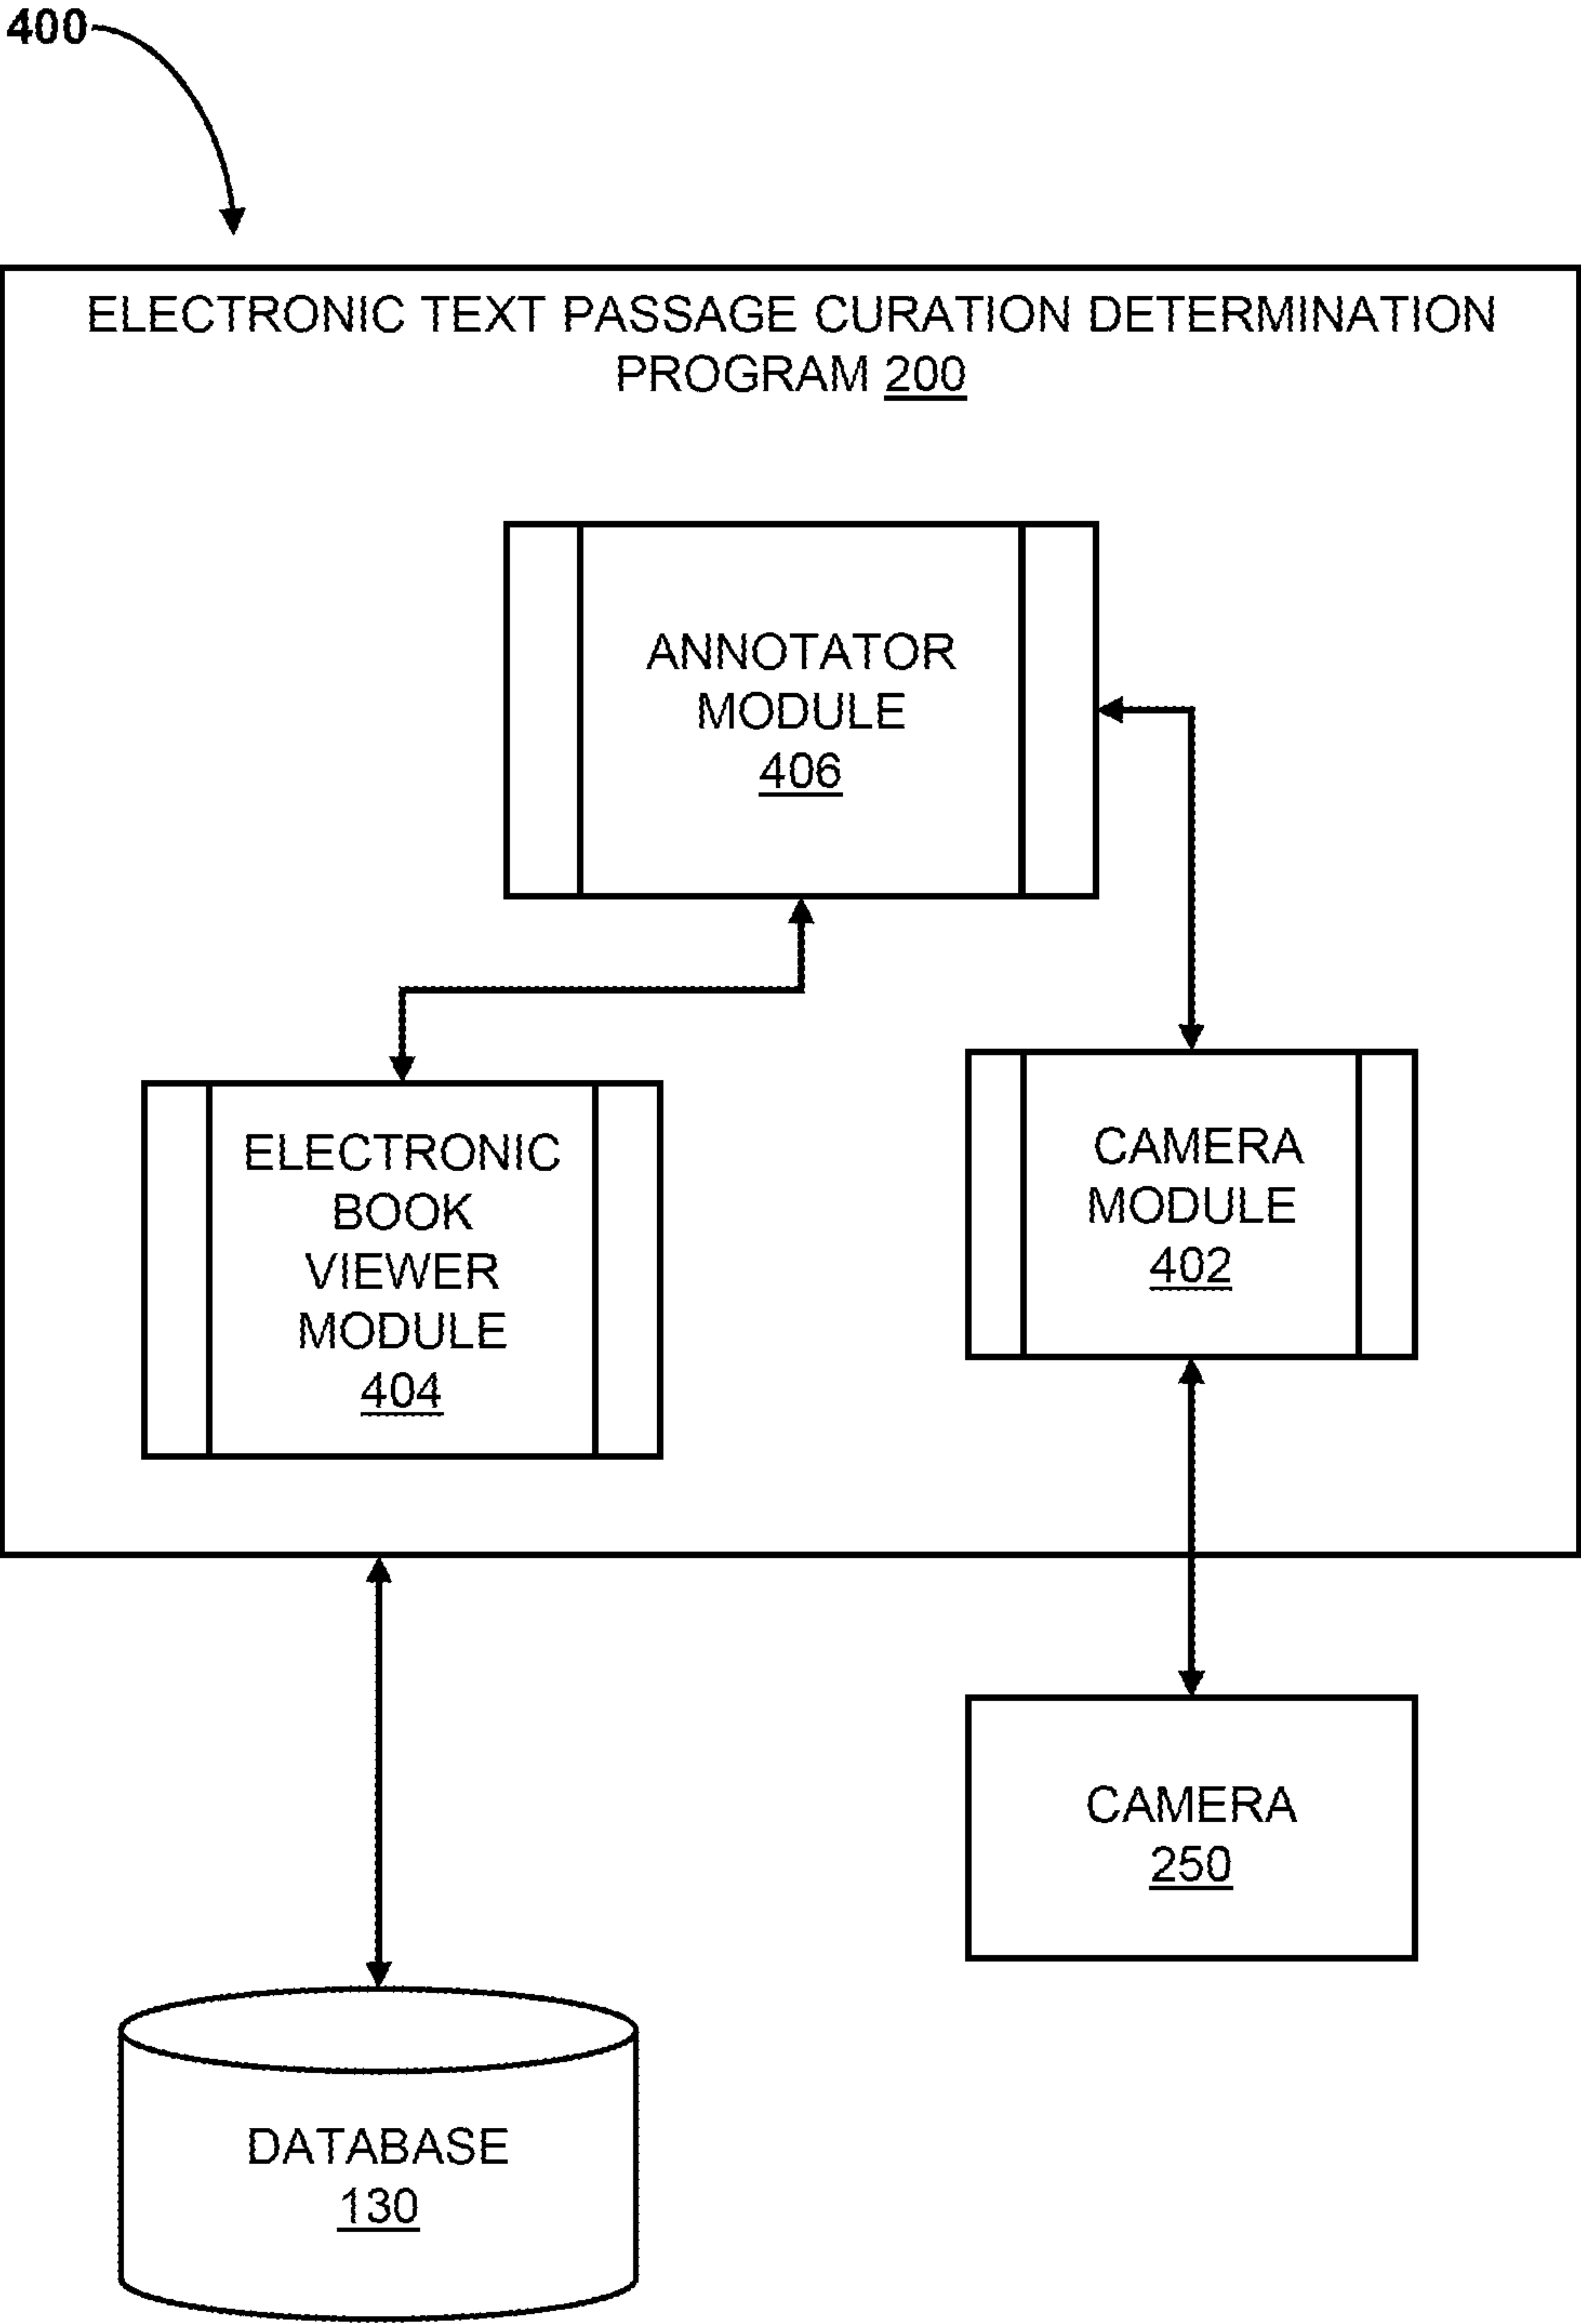 400
ELECTRONIC TEXT PASSAGE CURATION DETERMINATION
PROGRAM 200
ANNOTATOR
MODULE
406
ELECTRONIC
BOOK
VIEWER
MODULE
404
CAMERA
MODULE
402
CAMERA
250
DATABASE
130